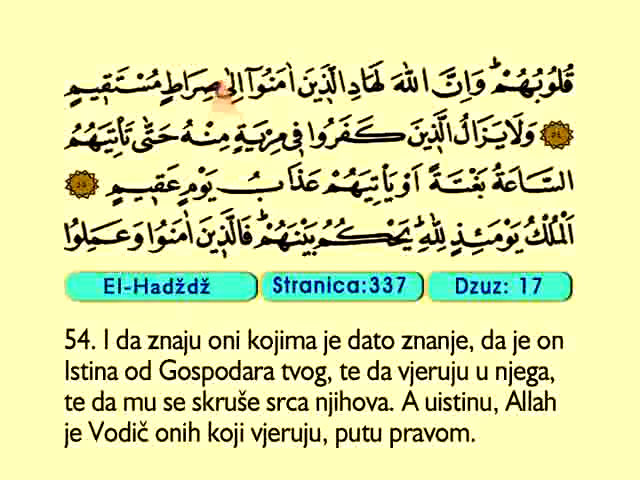 قُلُوبُهُمْ ۗ وَإِنَّ اللَّهَ لَهَادِ الَّذِينَ آمَنُوا إِلَىٰ صِرَاطٍ مُّسْتَقِيمٍ
٥٤ وَلَا يَزَالُ الَّذِينَ كَفَرُوا فِي مِرْيَةٍ مِّنْهُ حَتَّىٰ تَأْتِيَهُمُ
السَّاعَةُ بَغْتَةً أَوْ يَأْتِيَهُمْ عَذَابُ يَوْمٍ عَقِيمٍ ٥٥
الْمُلْكُ يَوْمَئِذٍ لِّلَّهِ يَحْكُمُ بَيْنَهُمْ ۚ فَالَّذِينَ آمَنُوا وَعَمِلُوا
El-Hadždž Stranica:337 Dzuz: 17
54. I da znaju oni kojima je dato znanje, da je on
Istina od Gospodara tvog, te da vjeruju u njega,
te da mu se skruše srca njihova. A uistinu, Allah
je Vodič onih koji vjeruju, putu pravom.